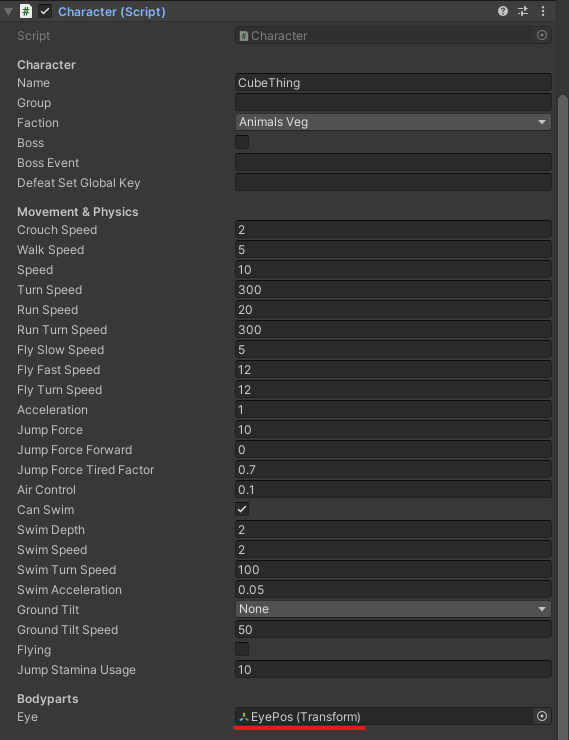 Character (Script)
Script Character
Character
Name CubeThing
Group
Faction Animals Veg
Boss
Boss Event
Defeat Set Global Key
Movement & Physics
Crouch Speed 2
Walk Speed 5
Speed 10
Turn Speed 300
Run Speed 20
Run Turn Speed 300
Fly Slow Speed 5
Fly Fast Speed 12
Fly Turn Speed 12
Acceleration 1
Jump Force 10
Jump Force Forward 0
Jump Force Tired Factor 0.7
Air Control 0.1
Can Swim
Swim Depth 2
Swim Speed 2
Swim Turn Speed 100
Swim Acceleration 0.05
Ground Tilt None
Ground Tilt Speed 50
Flying
Jump Stamina Usage 10
Bodyparts
Eye EyePos (Transform)